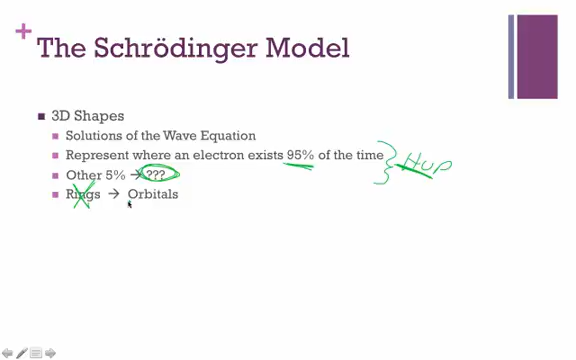 + The Schrödinger Model
3D Shapes
Solutions of the Wave Equation
Represent where an electron exists 95% of the time
HUP
Other 5% → ???
Rings → Orbitals